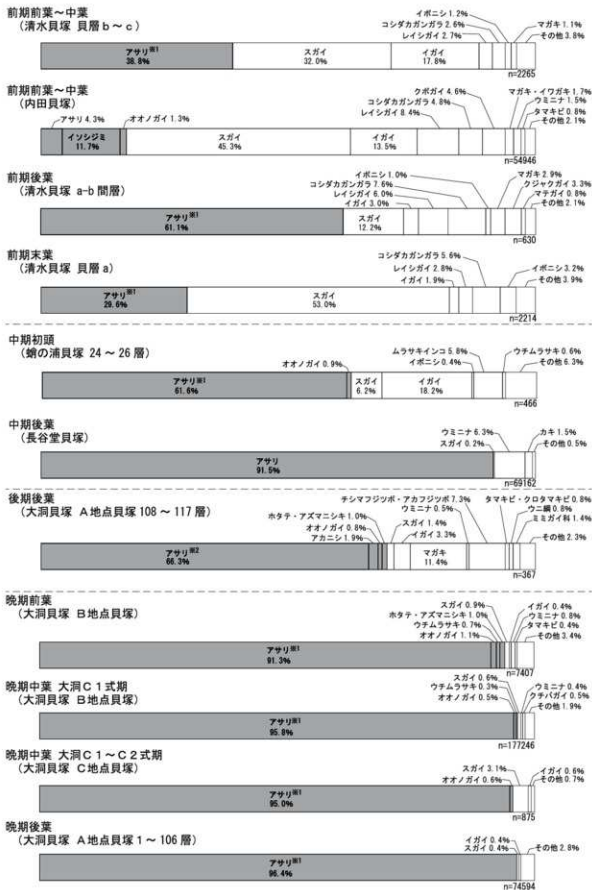 前期前葉～中葉
（清水貝塚 貝層ｂ～ｃ）
イボニシ 1.2%
コシダカガンガラ 2.6%
レイシガイ 2.7%
マガキ 1.1%
その他 3.8%
アサリ※1
38.8%
スガイ
32.0%
イガイ
17.8%
n=2265
前期前葉～中葉
（内田貝塚）
クボガイ 4.6%
コシダカガンガラ 4.8%
レイシガイ 8.4%
マガキ・イワガキ 1.7%
ウミニナ 1.5%
タマキビ 0.8%
その他 2.1%
アサリ 4.3%
オオノガイ 1.3%
イソシジミ
11.7%
スガイ
45.3%
イガイ
13.5%
n=54946
前期後葉
（清水貝塚 a-b 間層）
イボニシ 1.0%
コシダカガンガラ 7.6%
レイシガイ 6.0%
イガイ 3.0%
マガキ 2.9%
クジャクガイ 3.3%
マテガイ 0.8%
その他 2.1%
アサリ※1
61.1%
スガイ
12.2%
n=630
前期末葉
（清水貝塚 貝層 a）
コシダカガンガラ 5.6%
レイシガイ 2.8%
イガイ 1.9%
イボニシ 3.2%
その他 3.9%
アサリ※1
29.6%
スガイ
53.0%
n=2214
中期初頭
（蛸の浦貝塚 24 ～ 26 層）
オオノガイ 0.9%
ムラサキインコ 5.8%
イボニシ 0.4%
ウチムラサキ 0.6%
その他 6.3%
アサリ※1
61.6%
スガイ
6.2%
イガイ
18.2%
n=466
中期後葉
（長谷堂貝塚）
ウミニナ 6.3%
スガイ 0.2%
カキ 1.5%
その他 0.5%
アサリ
91.5%
n=69162
後期後葉
（大洞貝塚 Ａ地点貝塚 108 ～ 117 層）
チシマフジツボ・アカフジツボ 7.3%
ウミニナ 0.5%
タマキビ・クロタマキビ 0.8%
ウニ綱 0.8%
ミミガイ科 1.4%
ホタテ・アズマニシキ 1.0%
オオノガイ 0.8%
アカニシ 1.9%
スガイ 1.4%
イガイ 3.3%
その他 2.3%
アサリ※2
66.3%
マガキ
11.4%
n=367
晩期前葉
（大洞貝塚 Ｂ地点貝塚）
スガイ 0.9%
ホタテ・アズマニシキ 1.0%
ウチムラサキ 0.7%
オオノガイ 1.1%
イガイ 0.4%
ウミニナ 0.8%
タマキビ 0.4%
その他 3.4%
アサリ※1
91.3%
n=7407
晩期中葉 大洞Ｃ１式期
（大洞貝塚 Ｂ地点貝塚）
スガイ 0.6%
ウチムラサキ 0.3%
オオノガイ 0.5%
ウミニナ 0.4%
クチバガイ 0.5%
その他 1.9%
アサリ※1
95.8%
n=177246
晩期中葉 大洞Ｃ１～Ｃ２式期
（大洞貝塚 Ｃ地点貝塚）
スガイ 3.1%
オオノガイ 0.6%
イガイ 0.6%
その他 0.7%
アサリ※1
95.0%
n=875
晩期後葉
（大洞貝塚 Ａ地点貝塚 1 ～ 106 層）
イガイ 0.4%
スガイ 0.4%
その他 2.8%
アサリ※1
96.4%
n=74594